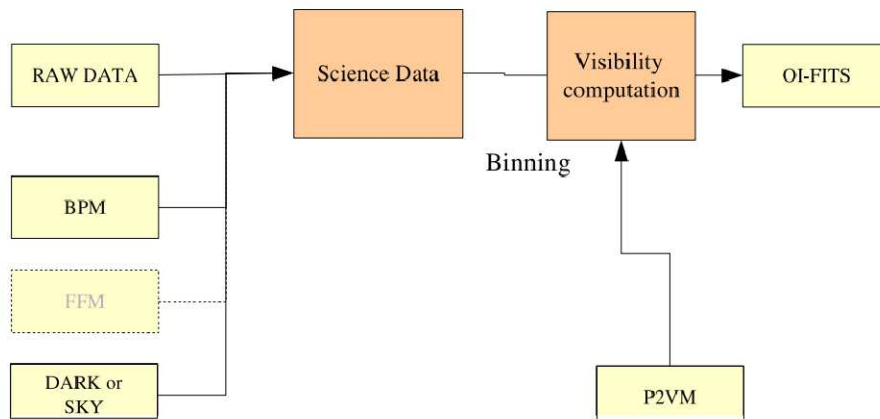 RAW DATA
Science Data
Visibility
computation
OI-FITS
Binning
BPM
FFM
DARK or
SKY
P2VM